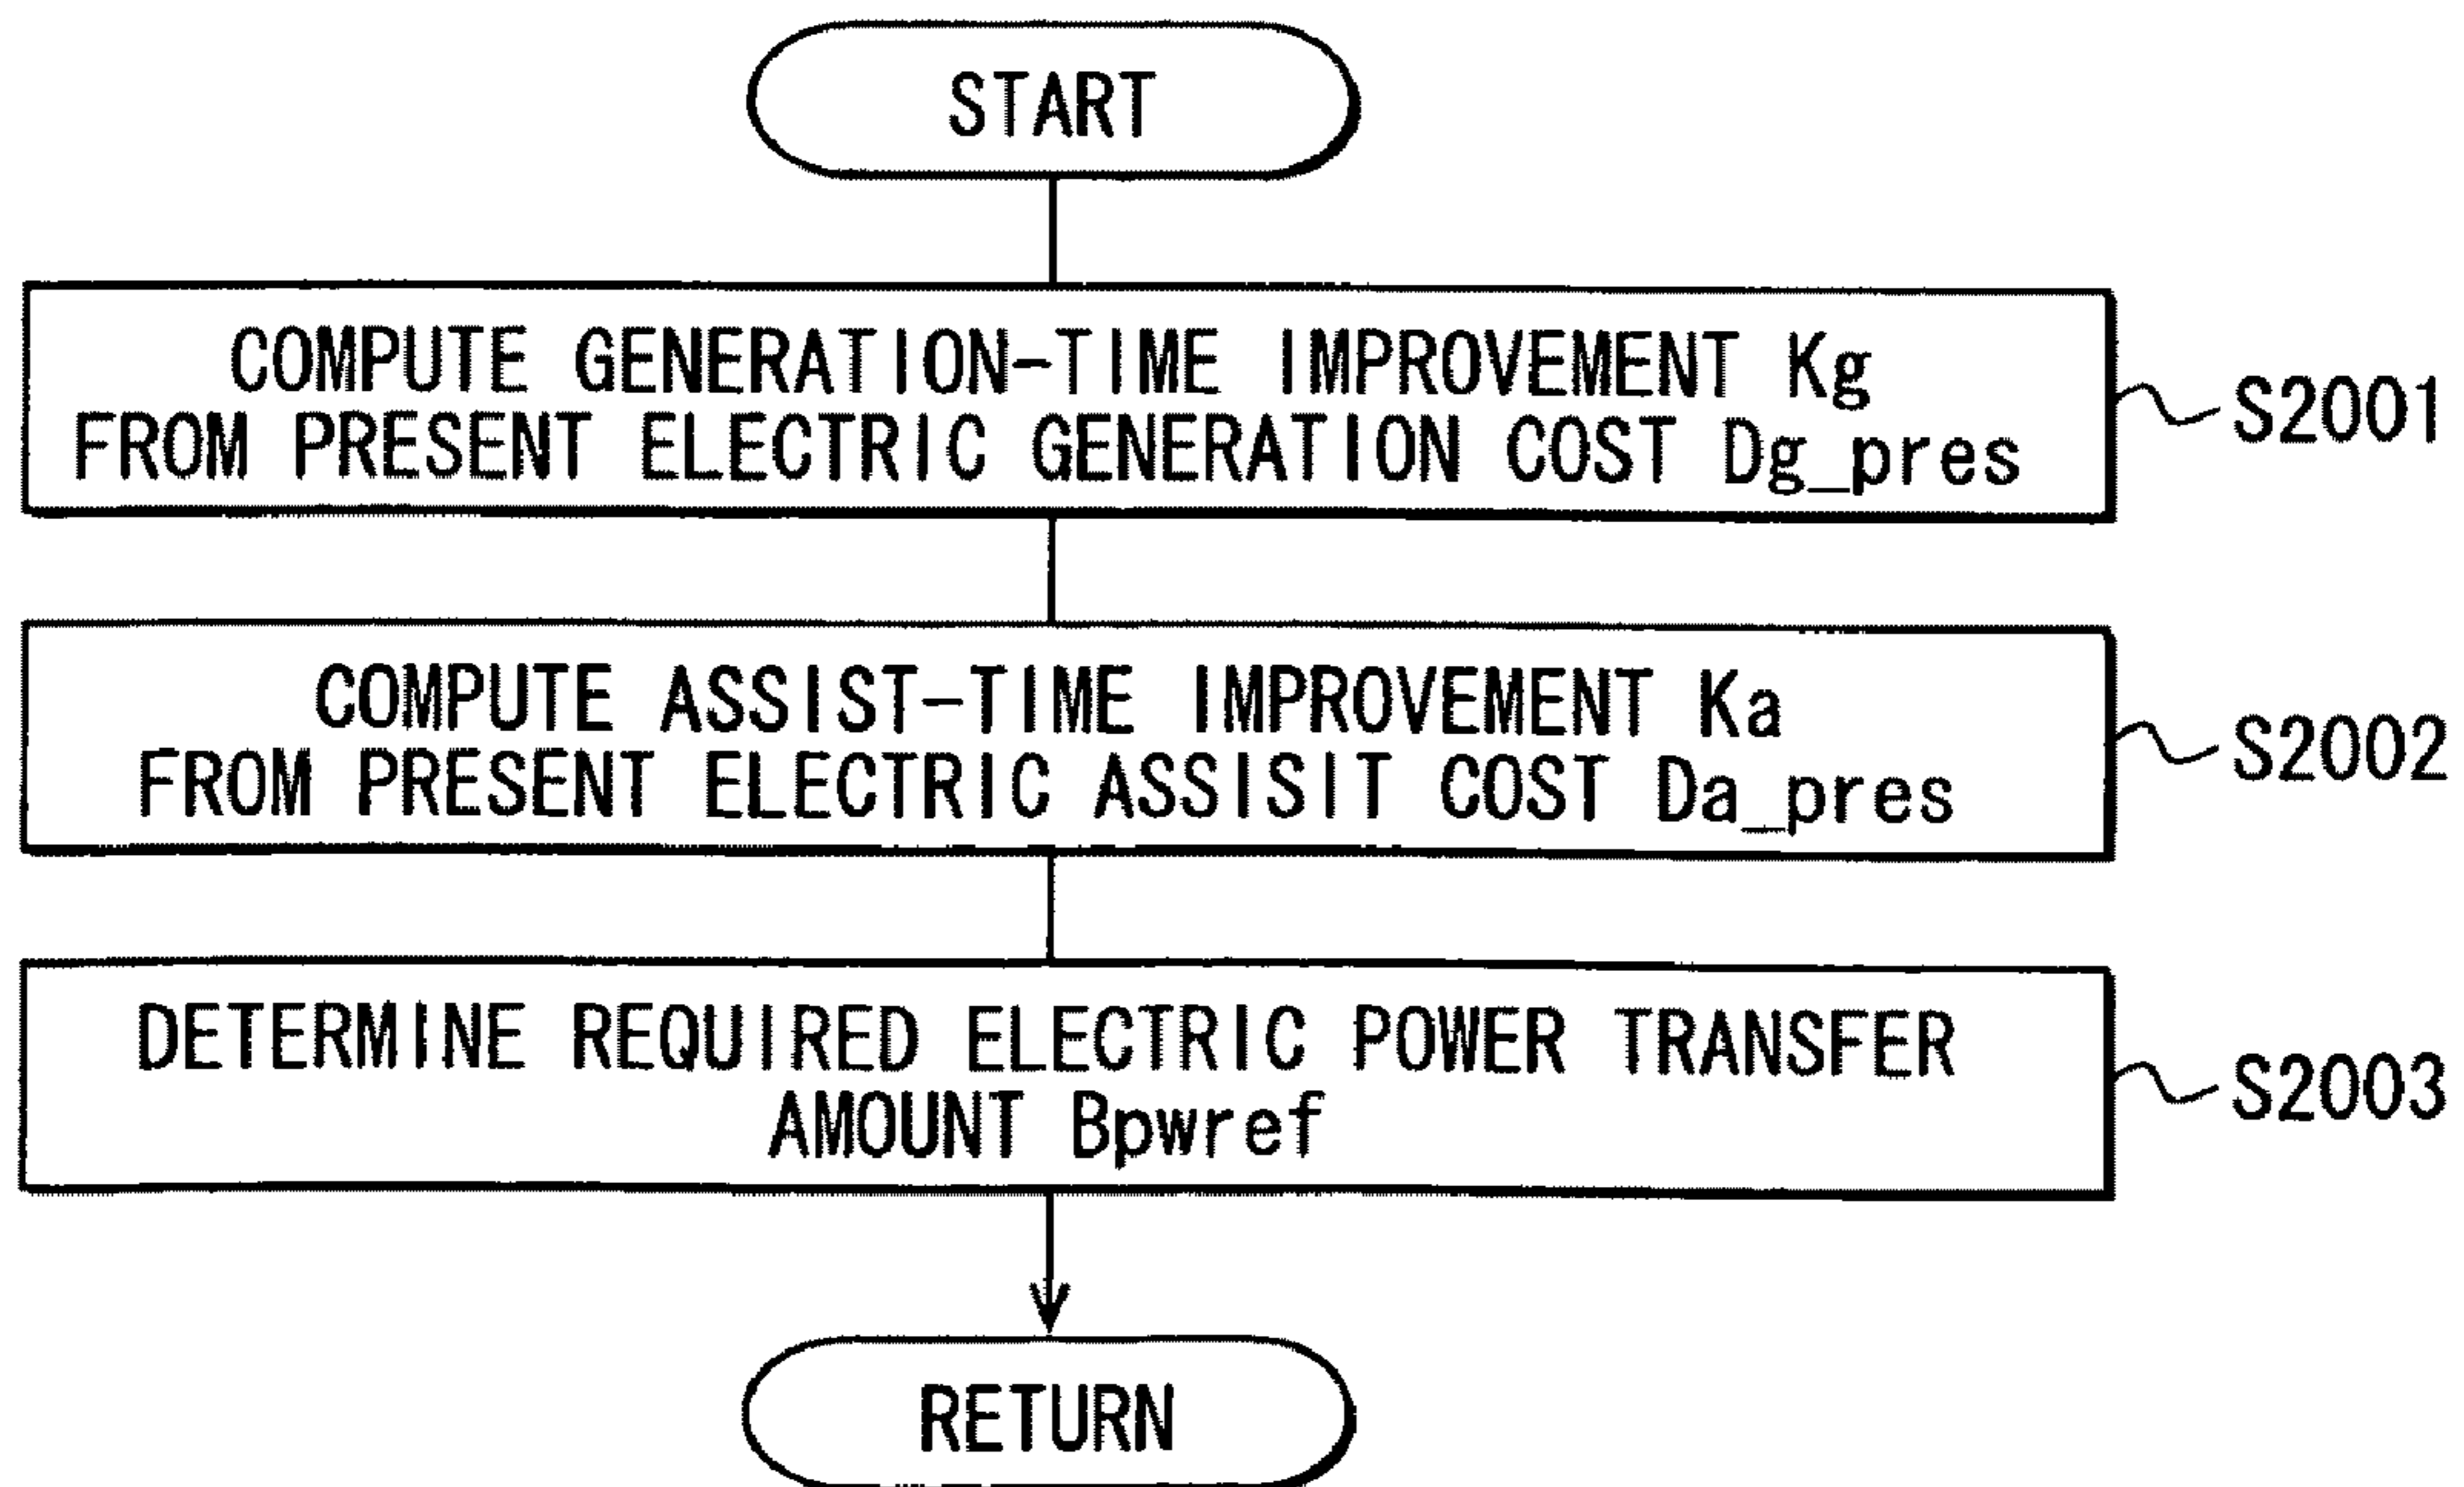 START
COMPUTE GENERATION-TIME IMPROVEMENT Kg
FROM PRESENT ELECTRIC GENERATION COST Dg_pres
S2001
COMPUTE ASSIST-TIME IMPROVEMENT Ka
FROM PRESENT ELECTRIC ASSISIT COST Da_pres
S2002
DETERMINE REQUIRED ELECTRIC POWER TRANSFER
AMOUNT Bpwref
S2003
RETURN